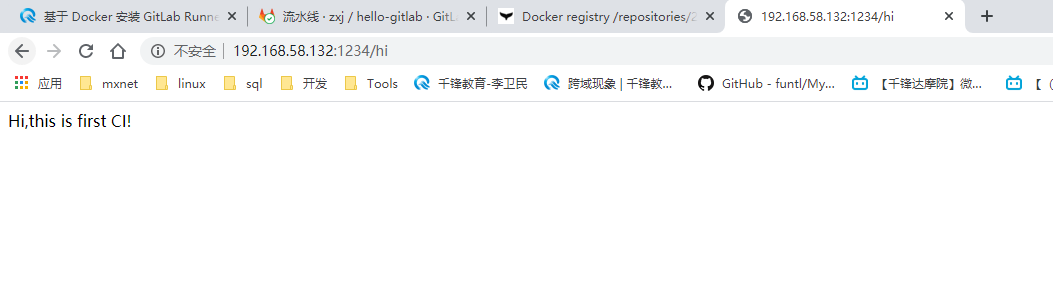 基于 Docker 安装 GitLab Runne
流水线 · zxj / hello-gitlab · GitL
Docker registry /repositories/2
192.168.58.132:1234/hi
不安全 | 192.168.58.132:1234/hi
应用 mxnet linux sql 开发 Tools 千锋教育-李卫民 跨域现象 | 千锋教... GitHub - funtl/My... 【千锋达摩院】微... 【（
Hi,this is first CI!